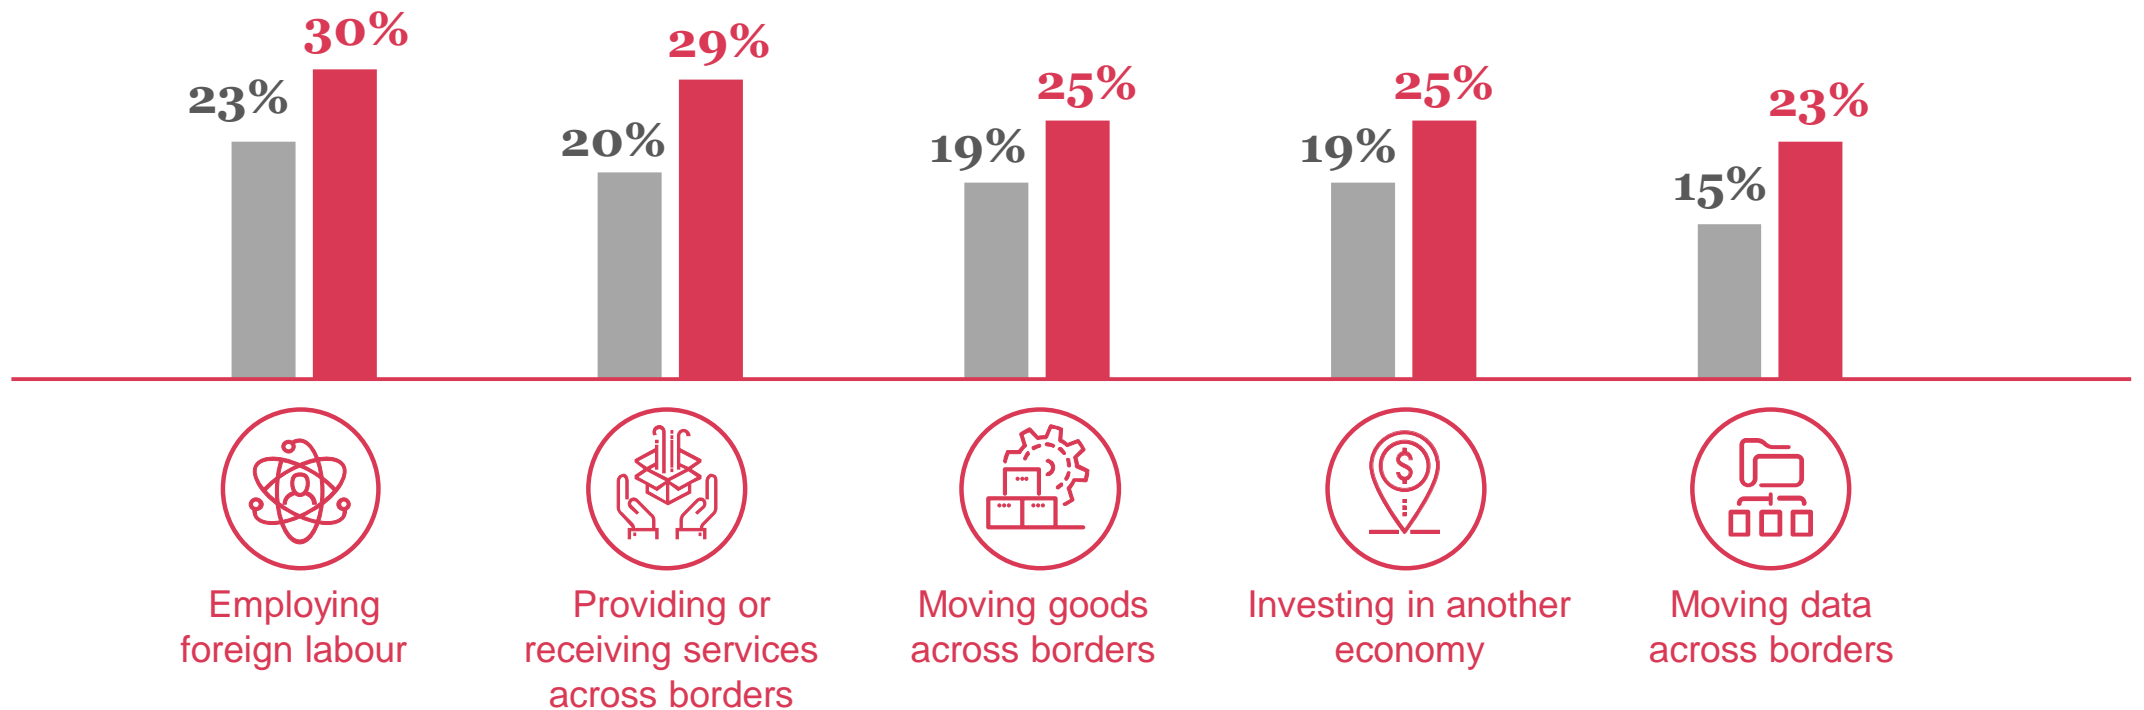 23% 30%
20% 29%
19% 25%
19% 25%
15% 23%
Employing
foreign labour
Providing or
receiving services
across borders
Moving goods
across borders
Investing in another
economy
Moving data
across borders
$